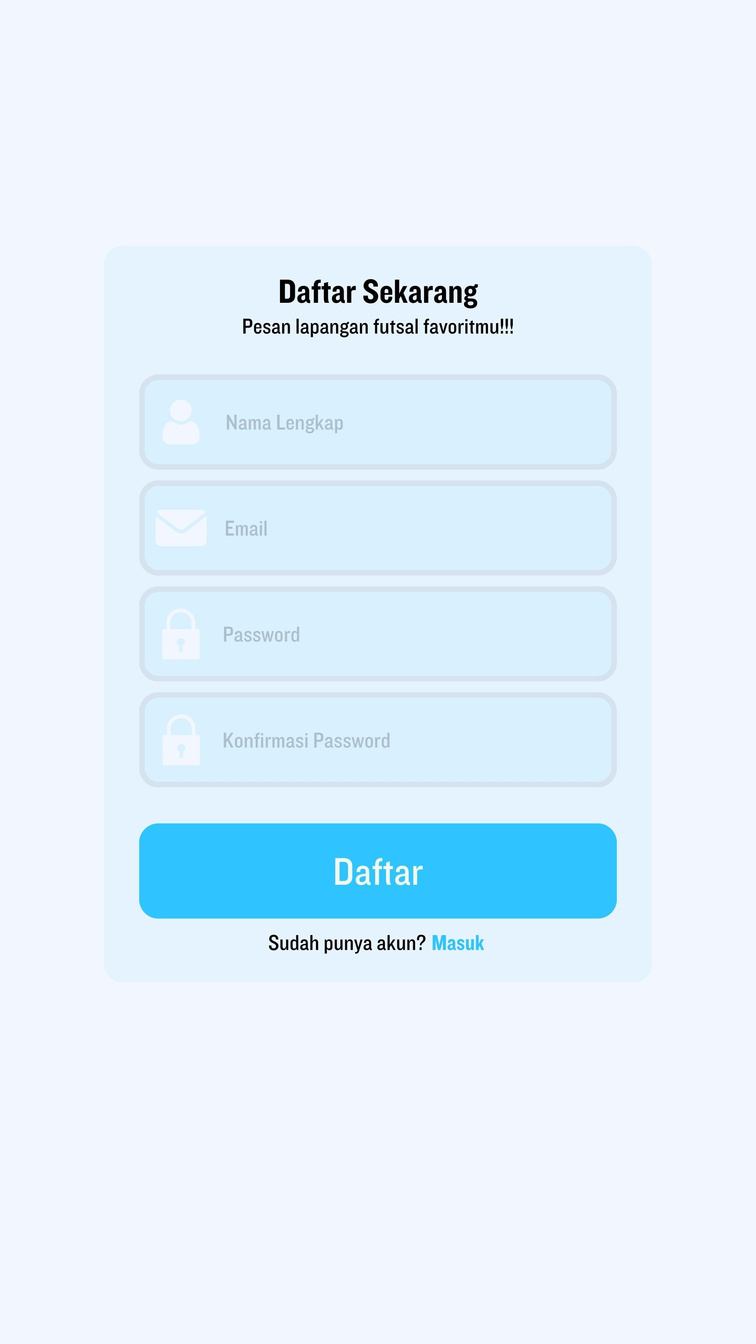 Daftar Sekarang
Pesan lapangan futsal favoritmu!!!
Nama Lengkap
Email
Password
Konfirmasi Password
Daftar
Sudah punya akun? Masuk